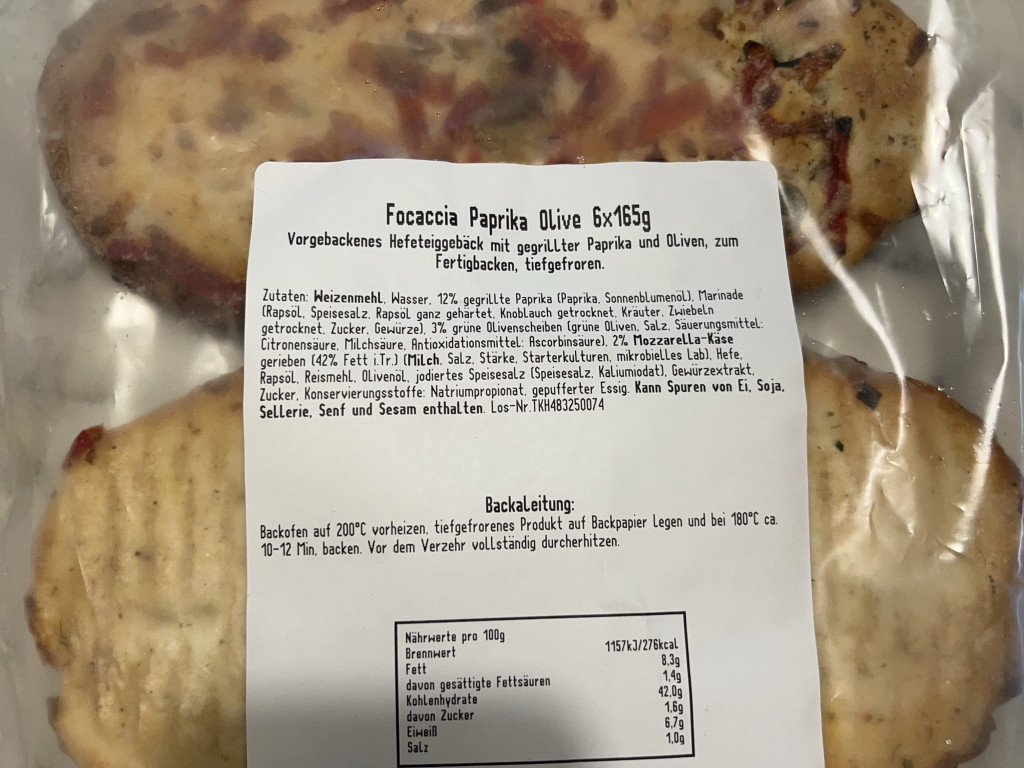 Focaccia Paprika Olive 6x165g
Vorgebackenes Hefeteiggebäck mit gegrillter Paprika und Oliven, zum
Fertigbacken, tiefgefroren.
Zutaten: Weizenmehl, Wasser, 12% gegrillte Paprika (Paprika, Sonnenblumenöl), Marinade
(Rapsöl, Speisesalz, Rapsöl ganz gehärtet, Knoblauch getrocknet, Kräuter, Zwiebeln
getrocknet, Zucker, Gewürze), 3% grüne Olivenscheiben (grüne Oliven, Salz, Säuerungsmittel:
Citronensäure, Milchsäure, Antioxidationsmittel: Ascorbinsäure), 2% Mozzarella-Käse
gerieben (42% Fett i.Tr.) (Milch, Salz, Stärke, Starterkulturen, mikrobielles Lab), Hefe,
Rapsöl, Reismehl, Olivenöl, jodiertes Speisesalz (Speisesalz, Kaliumiodat), Gewürzextrakt,
Zucker, Konservierungsstoffe: Natriumpropionat, gepufferter Essig. Kann Spuren von Ei, Soja,
Sellerie, Senf und Sesam enthalten. Los-Nr.TKH483250074
Backaleitung:
Backofen auf 200°C vorheizen, tiefgefrorenes Produkt auf Backpapier legen und bei 180°C ca.
10-12 Min, backen. Vor dem Verzehr vollständig durcherhitzen.
Nährwerte pro 100g
Brennwert 1157kJ/276kcal
Fett 8,3g
davon gesättigte Fettsäuren 1,4g
Kohlenhydrate 42,0g
davon Zucker 1,6g
Eiweiß 6,7g
Salz 1,0g